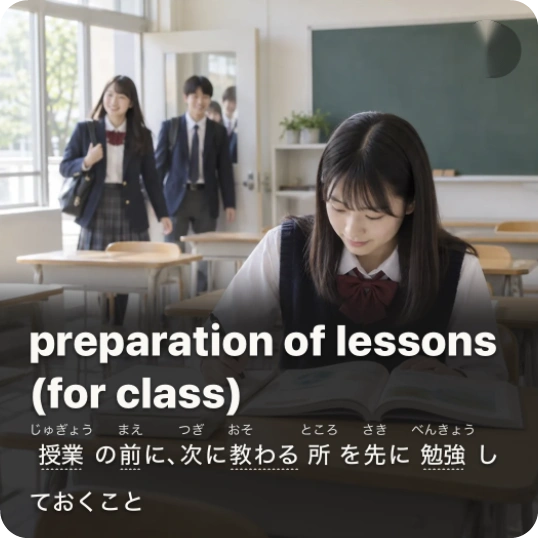 preparation of lessons
(for class)
じゅぎょう まえ つぎ おそ ところ さき べんきょう
授業の前に、次に教わる所を先に勉強し
ておくこと